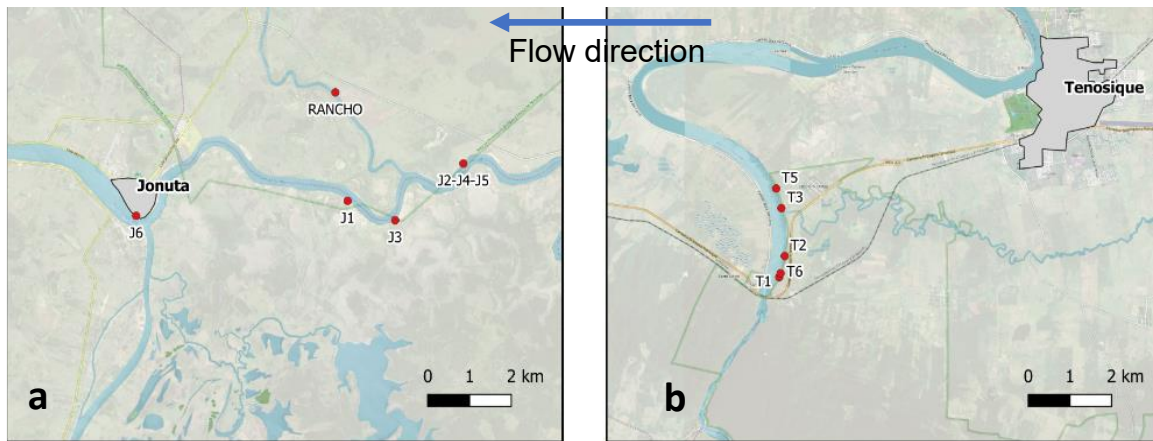 Flow direction
RANCHO
Jonuta
J2-J4-J5
J1
J3
J6
0 1 2 km
a
Tenosique
T5
T3
T2
T6
T1
0 1 2 km
b